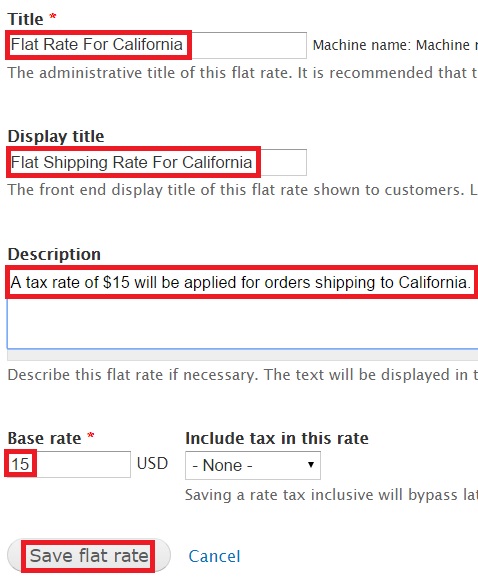 Title *
Flat Rate For California Machine name: Machine
The administrative title of this flat rate. It is recommended that
Display title
Flat Shipping Rate For California
The front end display title of this flat rate shown to customers. L
Description
A tax rate of $15 will be applied for orders shipping to California.
Describe this flat rate if necessary. The text will be displayed in
Base rate * Include tax in this rate
15 USD - None -
Saving a rate tax inclusive will bypass
Save flat rate Cancel